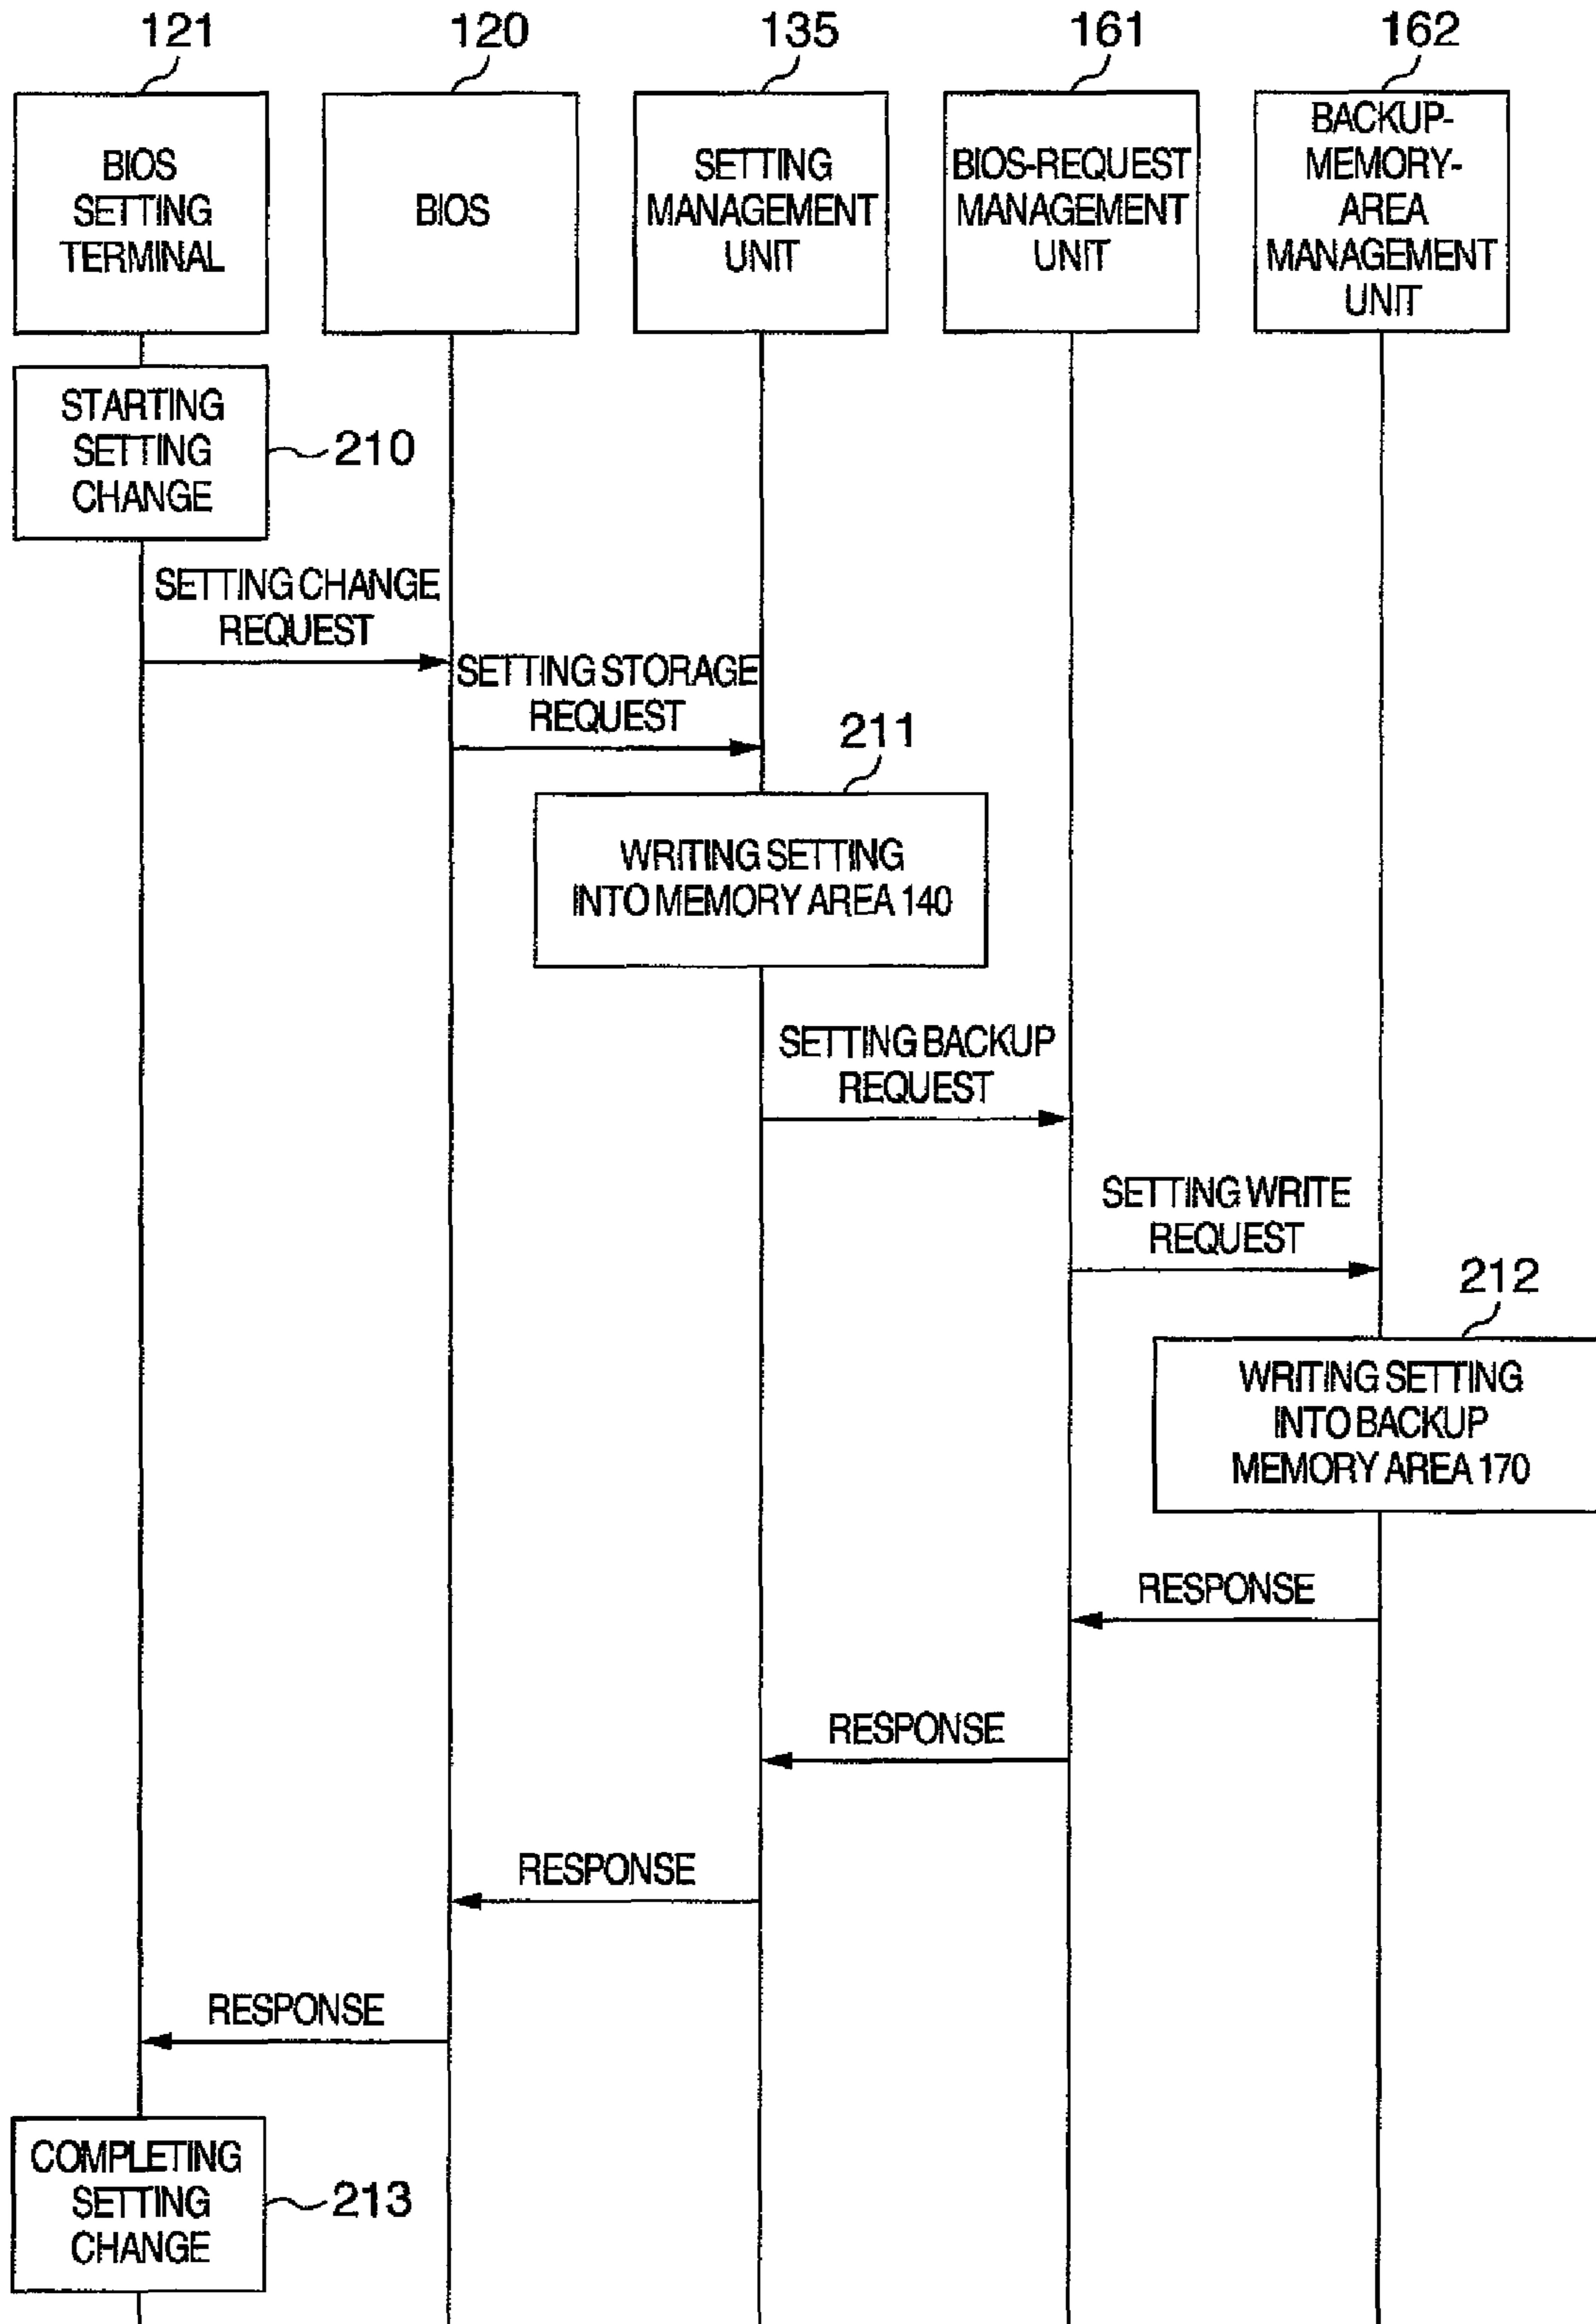 121
120
135
161
162
BIOS
SETTING
TERMINAL
BIOS
SETTING
MANAGEMENT
UNIT
BIOS-REQUEST
MANAGEMENT
UNIT
BACKUP-
MEMORY-
AREA
MANAGEMENT
UNIT
STARTING
SETTING
CHANGE
210
SETTING CHANGE
REQUEST
SETTING STORAGE
REQUEST
211
WRITING SETTING
INTO MEMORY AREA 140
SETTING BACKUP
REQUEST
SETTING WRITE
REQUEST
212
WRITING SETTING
INTO BACKUP
MEMORY AREA 170
RESPONSE
RESPONSE
RESPONSE
RESPONSE
COMPLETING
SETTING
CHANGE
213